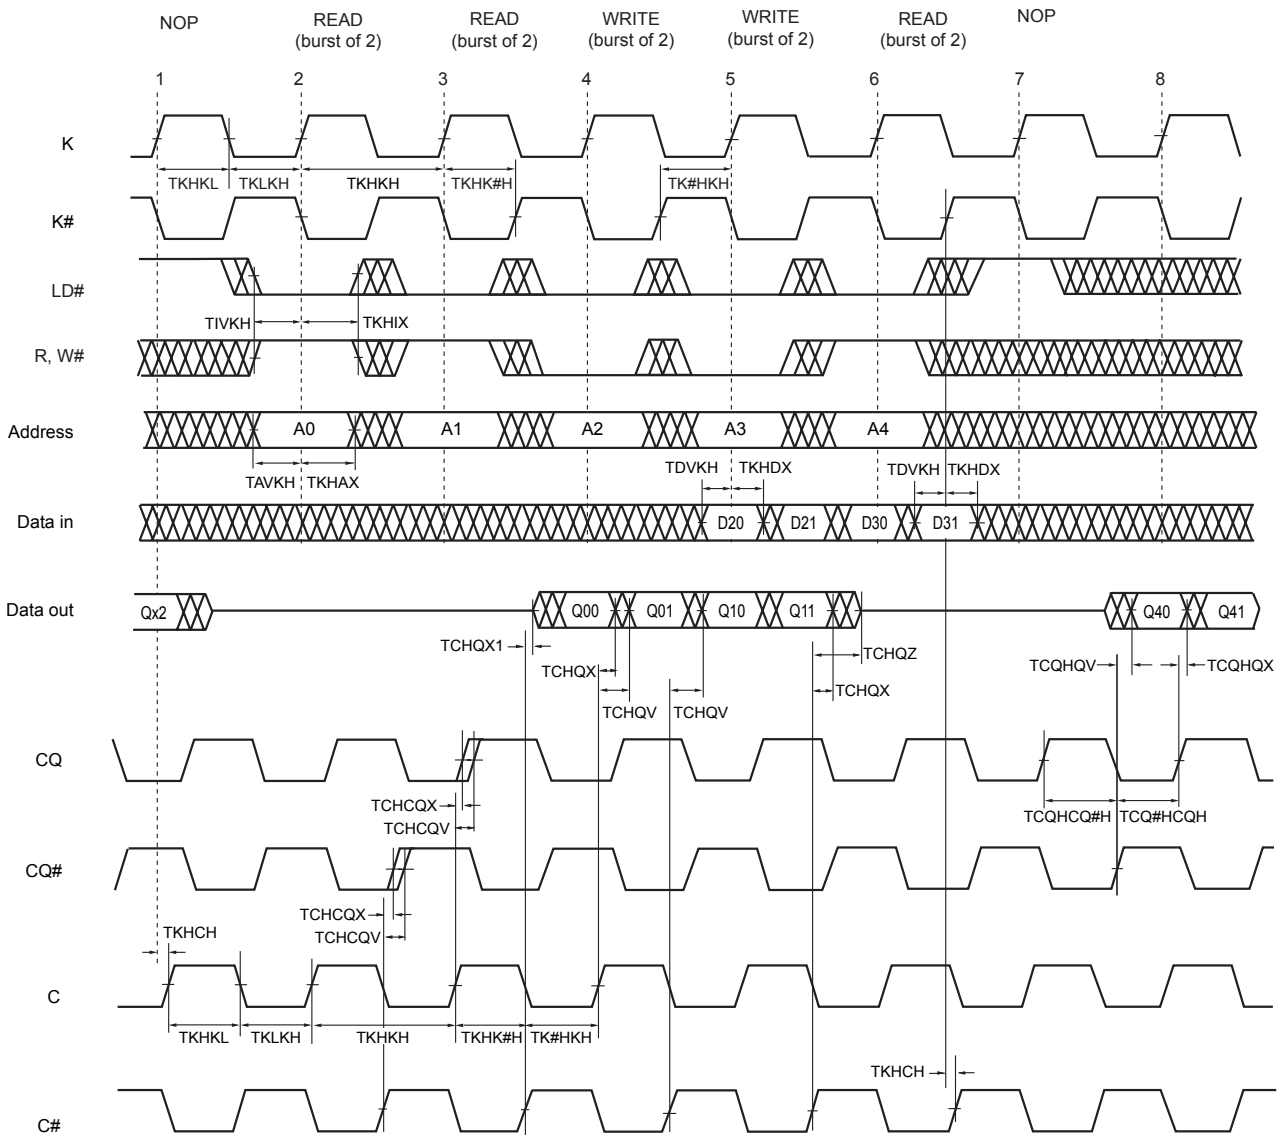 NOP READ READ WRITE WRITE READ NOP
(burst of 2) (burst of 2) (burst of 2) (burst of 2) (burst of 2)
1 2 3 4 5 6 7 8
K
TKHKL TKLKH TKHKH TKHK#H TK#HKH
K#
LD#
TIVKH TKHIX
R, W#
Address A0 A1 A2 A3 A4
TAVKH TKHAX TDVKH TKHDX TDVKH TKHDX
Data in D20 D21 D30 D31
Data out Qx2 Q00 Q01 Q10 Q11 Q40 Q41
TCHQX1 TCHQZ
TCHQX TCQHQV TCQHQX
TCHQX
TCHQV TCHQV
CQ
TCHCQX TCQHCQ#H TCQ#HCQH
TCHCQV
CQ#
TCHCQX
TKHCH TCHCQV
C
TKHKL TKLKH TKHKH TKHK#H TK#HKH
TKHCH
C#